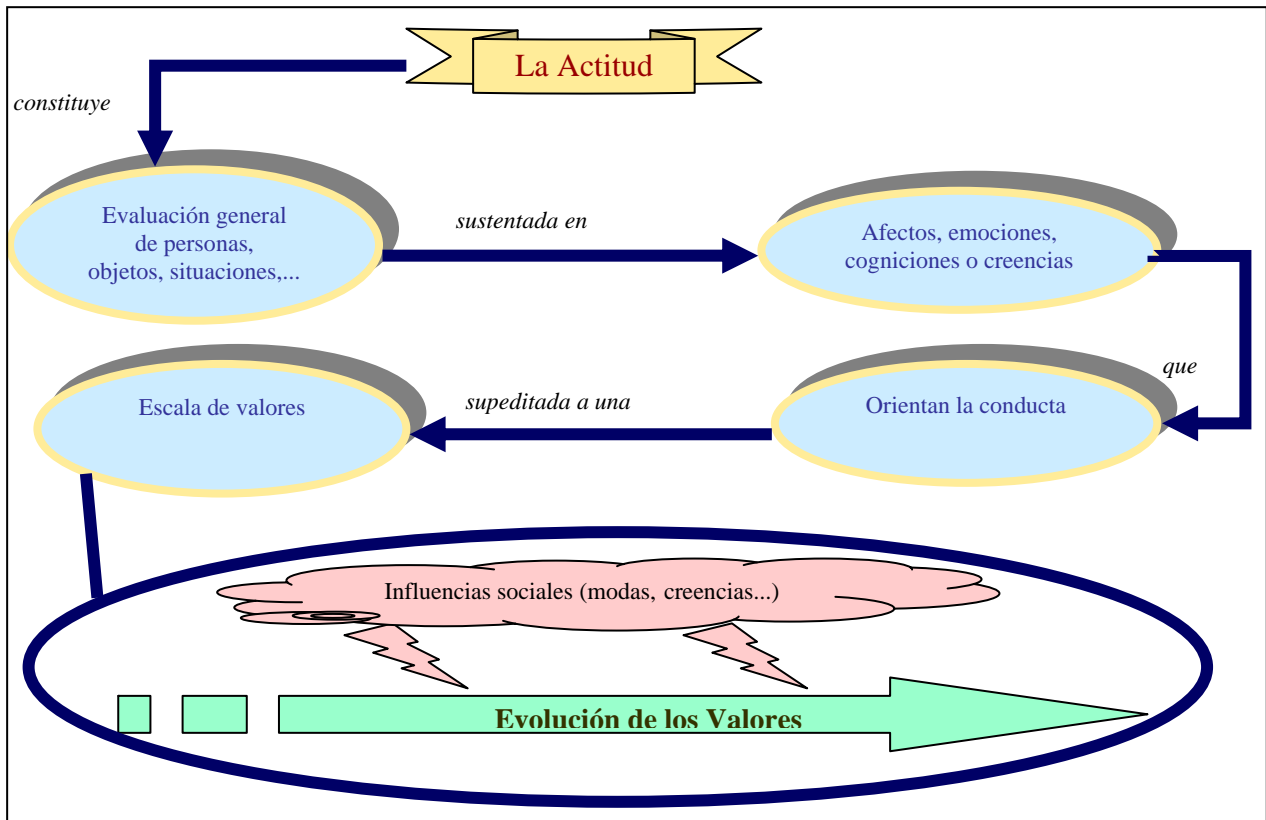 La Actitud
constituye
Evaluación general
de personas,
objetos, situaciones,...
sustentada en
Afectos, emociones,
cogniciones o creencias
que
Orientan la conducta
supeditada a una
Escala de valores
Influencias sociales (modas, creencias...)
Evolución de los Valores